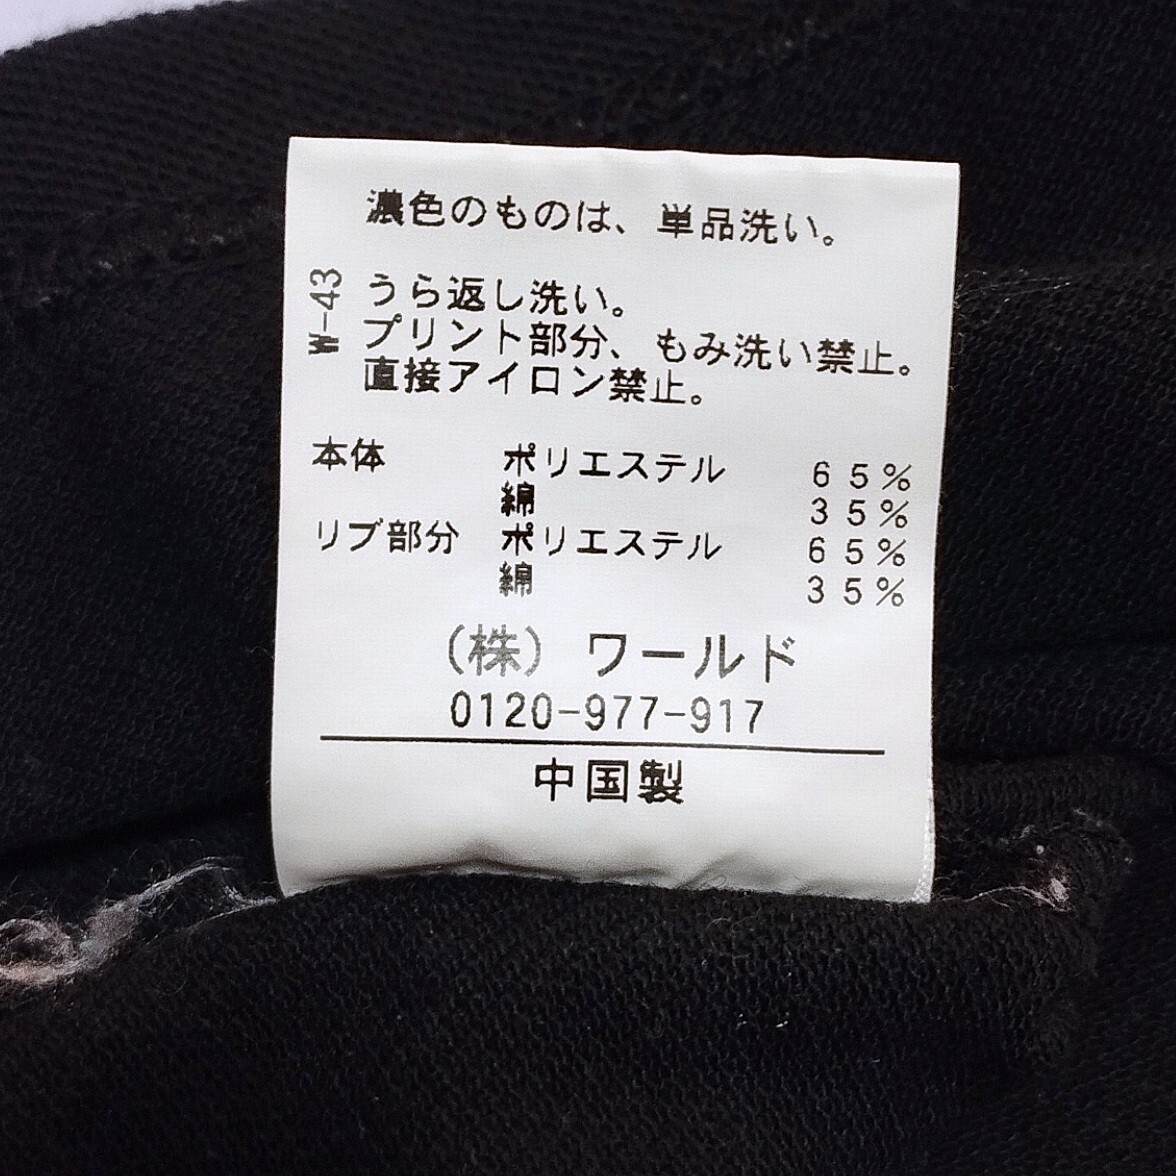 濃色のものは、単品洗い。
W-43
うら返し洗い。
プリント部分、もみ洗い禁止。
直接アイロン禁止。
本体 ポリエステル 65%
綿 35%
リブ部分 ポリエステル 65%
綿 35%
(株) ワールド
0120-977-917
中国製